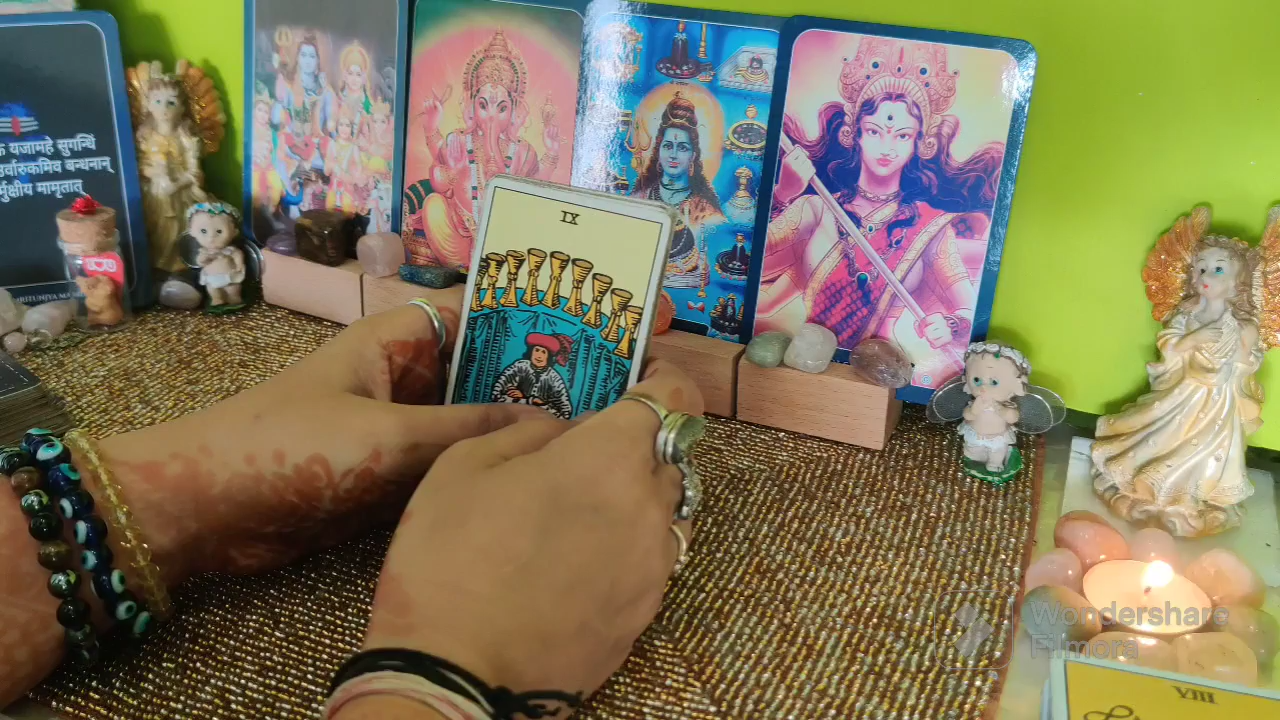 यजामहे सुगन्धिं
उर्वारुकमिव बन्धनान्
मुक्षीय मामृतात्
IX
Wondershare
Filmora
VIII